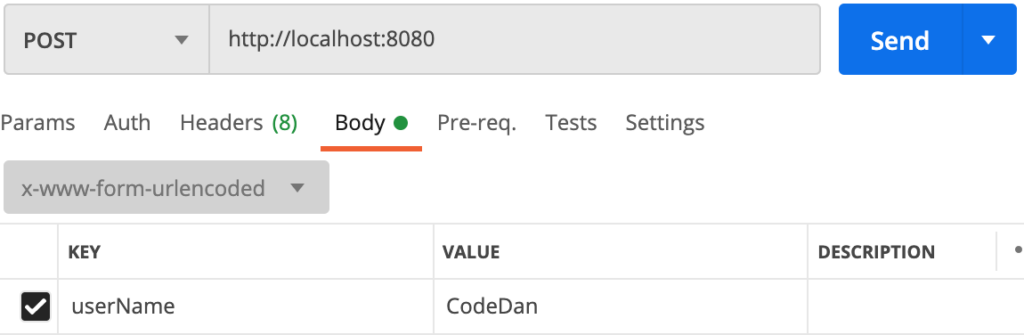 POST http://localhost:8080 Send
Params Auth Headers (8) Body Pre-req. Tests Settings
x-www-form-urlencoded
KEY VALUE DESCRIPTION
userName CodeDan